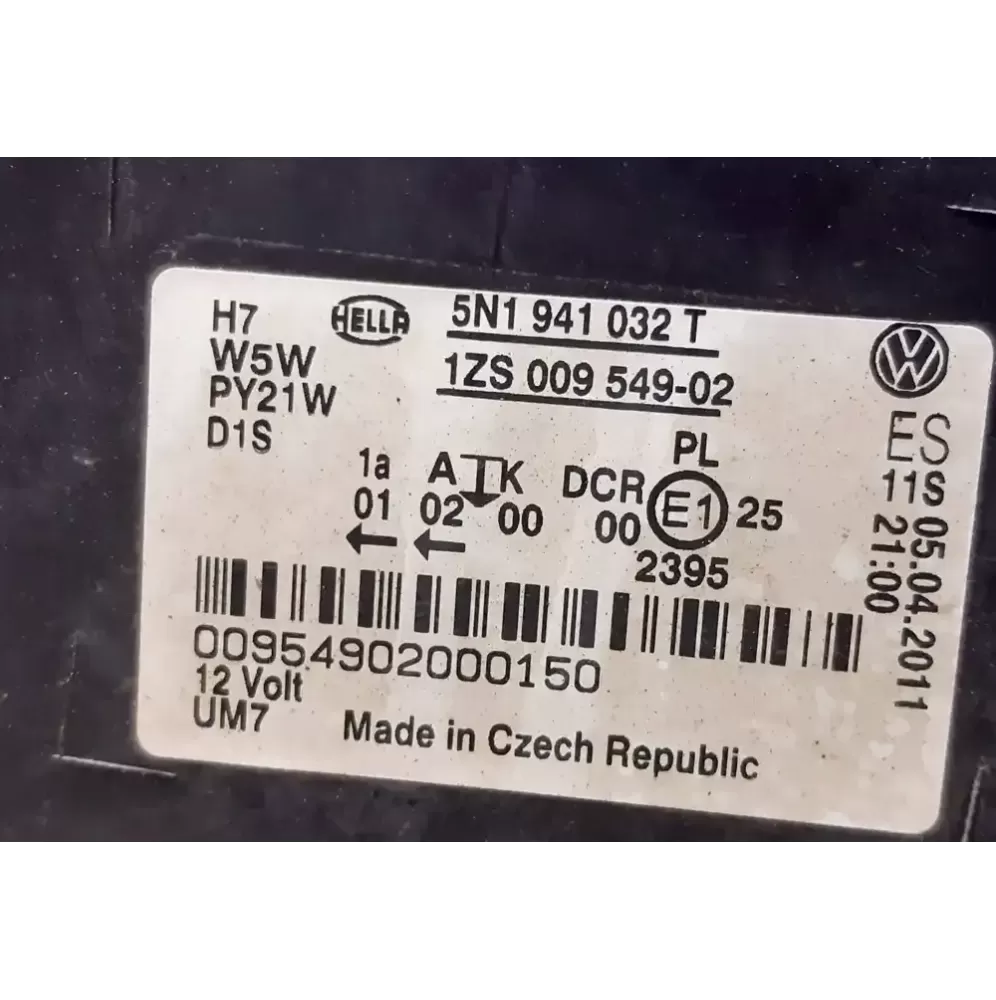 H7
W5W
PY21W
D1S
HELLA
5N1 941 032 T
1ZS 009 549-02
PL
1a A K DCR E1 25
01 02 00 00
2395
00954902000150
12 Volt
UM7
Made in Czech Republic
VW
ES
11S 05.04.2011
21:00